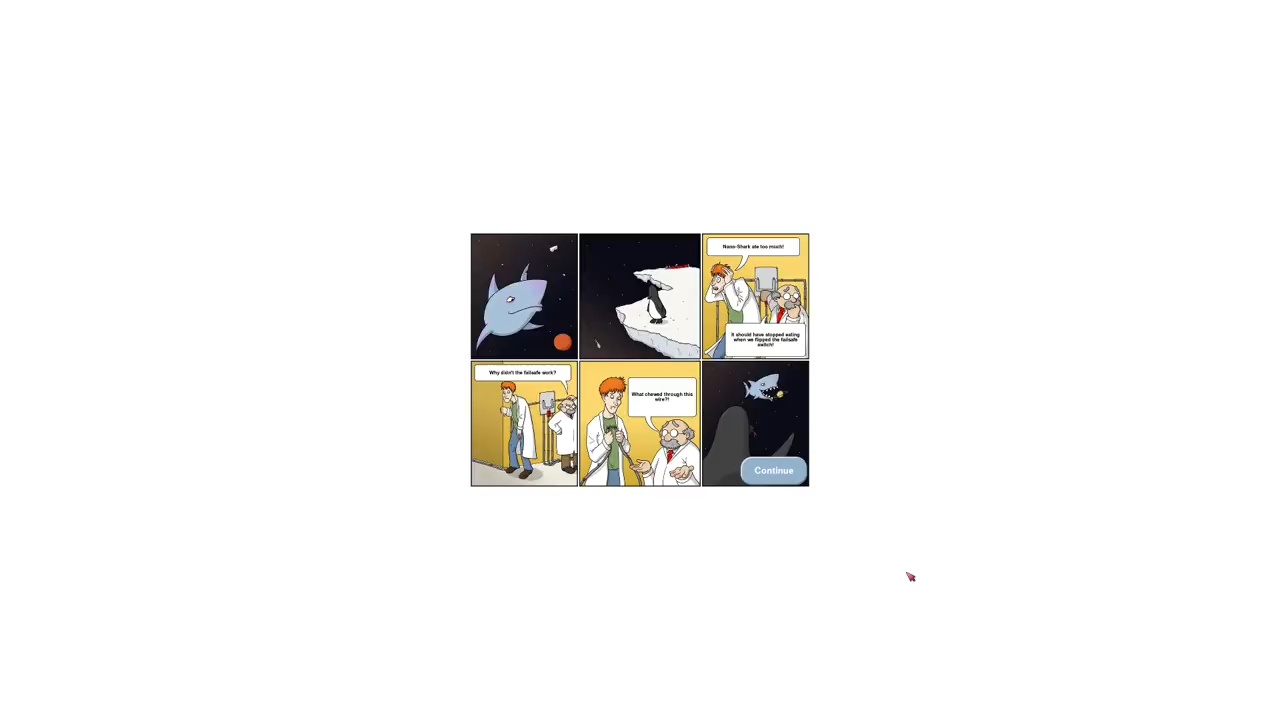 Nano-Shark ate too much!
It should have stopped eating
when we flipped the failsafe
switch!
Why didn't the failsafe work?
What chewed through this
wire?!
Continue